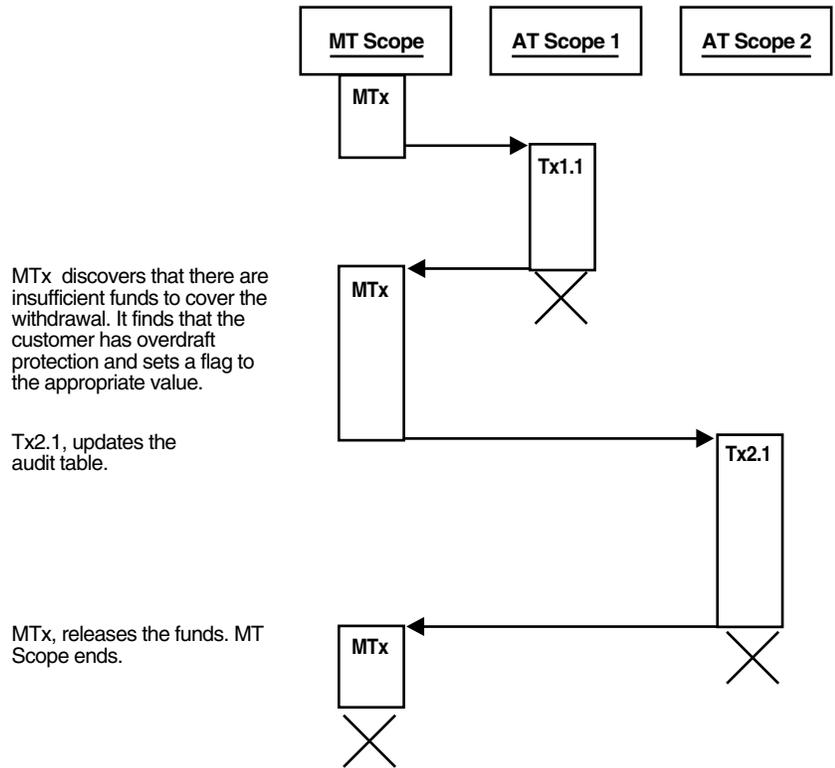 MT Scope
AT Scope 1
AT Scope 2
MTx
Tx1.1
MTx discovers that there are
insufficient funds to cover the
withdrawal. It finds that the
customer has overdraft
protection and sets a flag to
the appropriate value.
MTx
Tx2.1, updates the
audit table.
Tx2.1
MTx, releases the funds. MT
Scope ends.
MTx